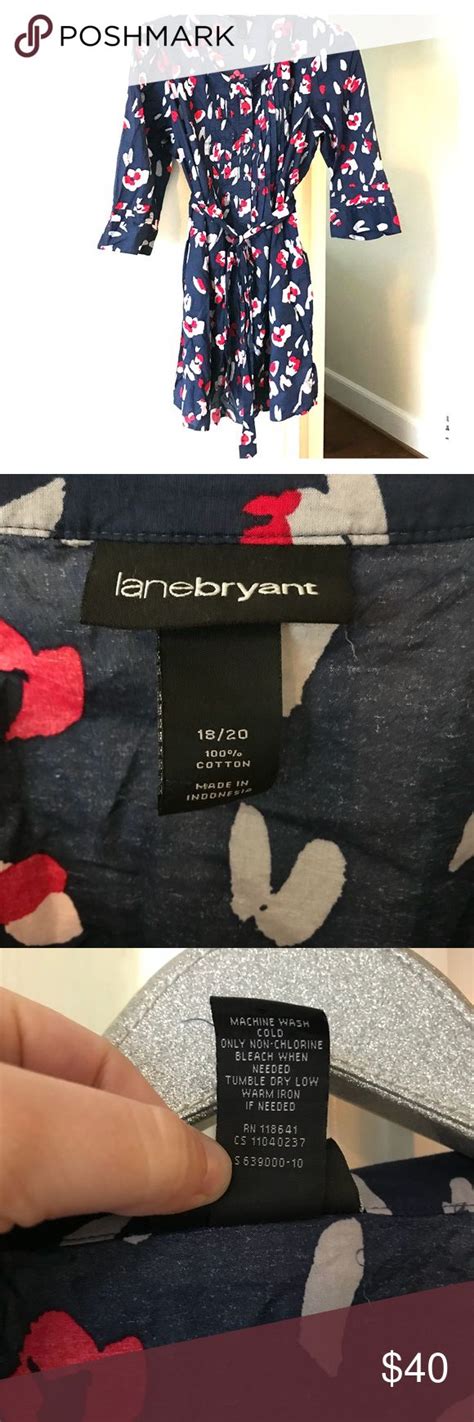 POSHMARK
lanebryant
18/20
100%
COTTON
MADE IN
INDONESIA
MACHINE WASH
COLD
ONLY NON-CHLORINE
BLEACH WHEN
NEEDED
TUMBLE DRY LOW
WARM IRON
IF NEEDED
RN 118641
CS 11040237
S 639000-10
$40